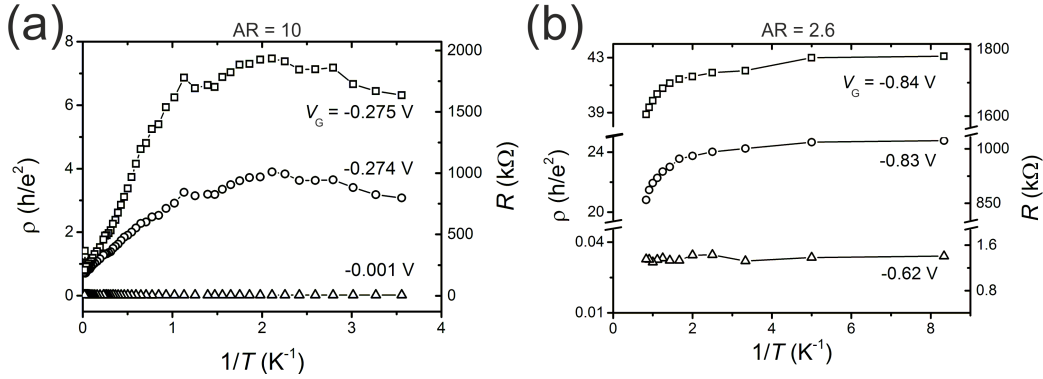 (a)
AR = 10
8
6
4
2
0
ρ (h/e²)
2000
1500
1000
500
0
R (kΩ)
V_G = -0.275 V
-0.274 V
-0.001 V
0 1 2 3 4
1/T (K⁻¹)
(b)
AR = 2.6
43
39
24
20
0.04
0.01
ρ (h/e²)
1800
1600
1000
850
1.6
0.8
R (kΩ)
V_G = -0.84 V
-0.83 V
-0.62 V
0 2 4 6 8
1/T (K⁻¹)